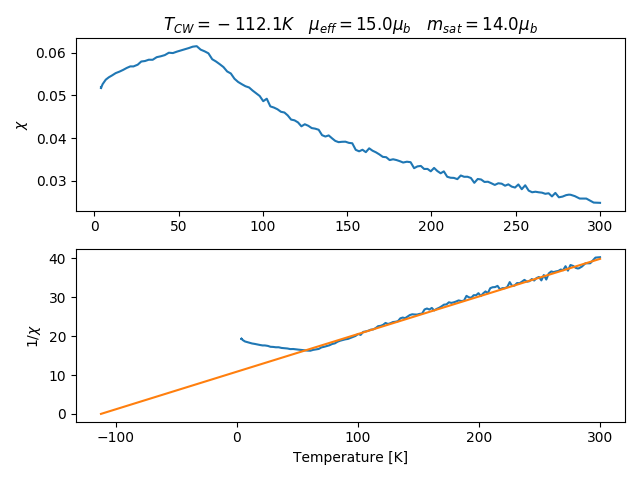 T_CW = −112.1K μ_eff = 15.0μ_b m_sat = 14.0μ_b
0.06
0.05
0.04
0.03
χ
0 50 100 150 200 250 300
40
30
20
10
0
1/χ
−100 0 100 200 300
Temperature [K]